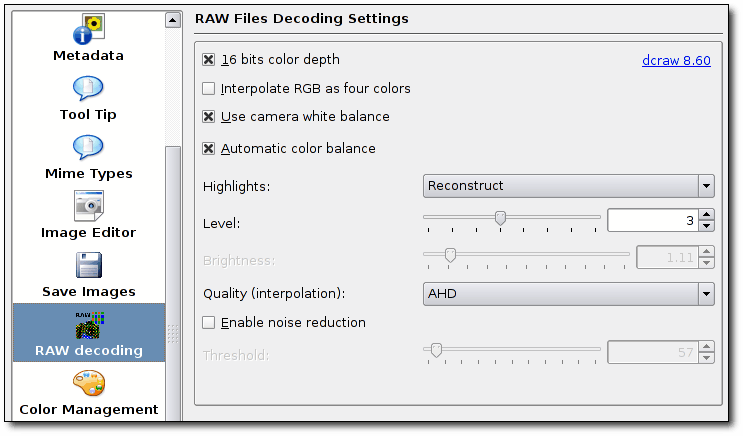 Metadata
Tool Tip
Mime Types
Image Editor
Save Images
RAW
RAW decoding
Color Management
RAW Files Decoding Settings
16 bits color depth
dcraw 8.60
Interpolate RGB as four colors
Use camera white balance
Automatic color balance
Highlights: Reconstruct
Level: 3
Brightness: 1.11
Quality (interpolation): AHD
Enable noise reduction
Threshold: 57